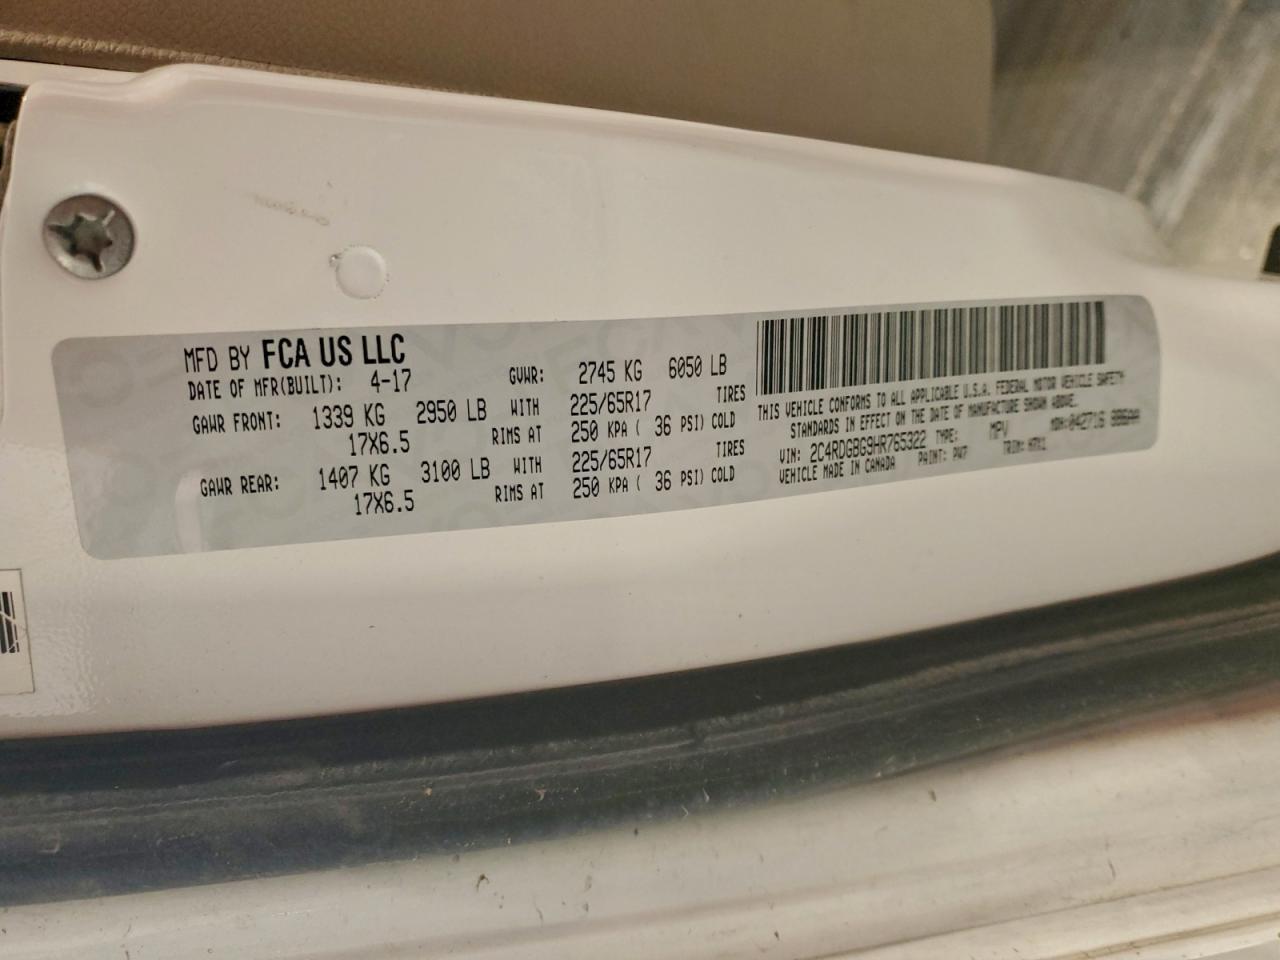 MFD BY FCA US LLC
DATE OF MFR(BUILT): 4-17 GVWR: 2745 KG 6050 LB
GAWR FRONT: 1339 KG 2950 LB WITH 225/65R17 TIRES
17X6.5 RIMS AT 250 KPA ( 36 PSI) COLD
GAWR REAR: 1407 KG 3100 LB WITH 225/65R17 TIRES
17X6.5 RIMS AT 250 KPA ( 36 PSI) COLD
THIS VEHICLE CONFORMS TO ALL APPLICABLE U.S.A. FEDERAL MOTOR VEHICLE SAFETY
STANDARDS IN EFFECT ON THE DATE OF MANUFACTURE SHOWN ABOVE.
VIN: 2C4RDGBG9HR765322 TYPE: MPV MDH:042716
VEHICLE MADE IN CANADA PAINT: PW7 TRIM: